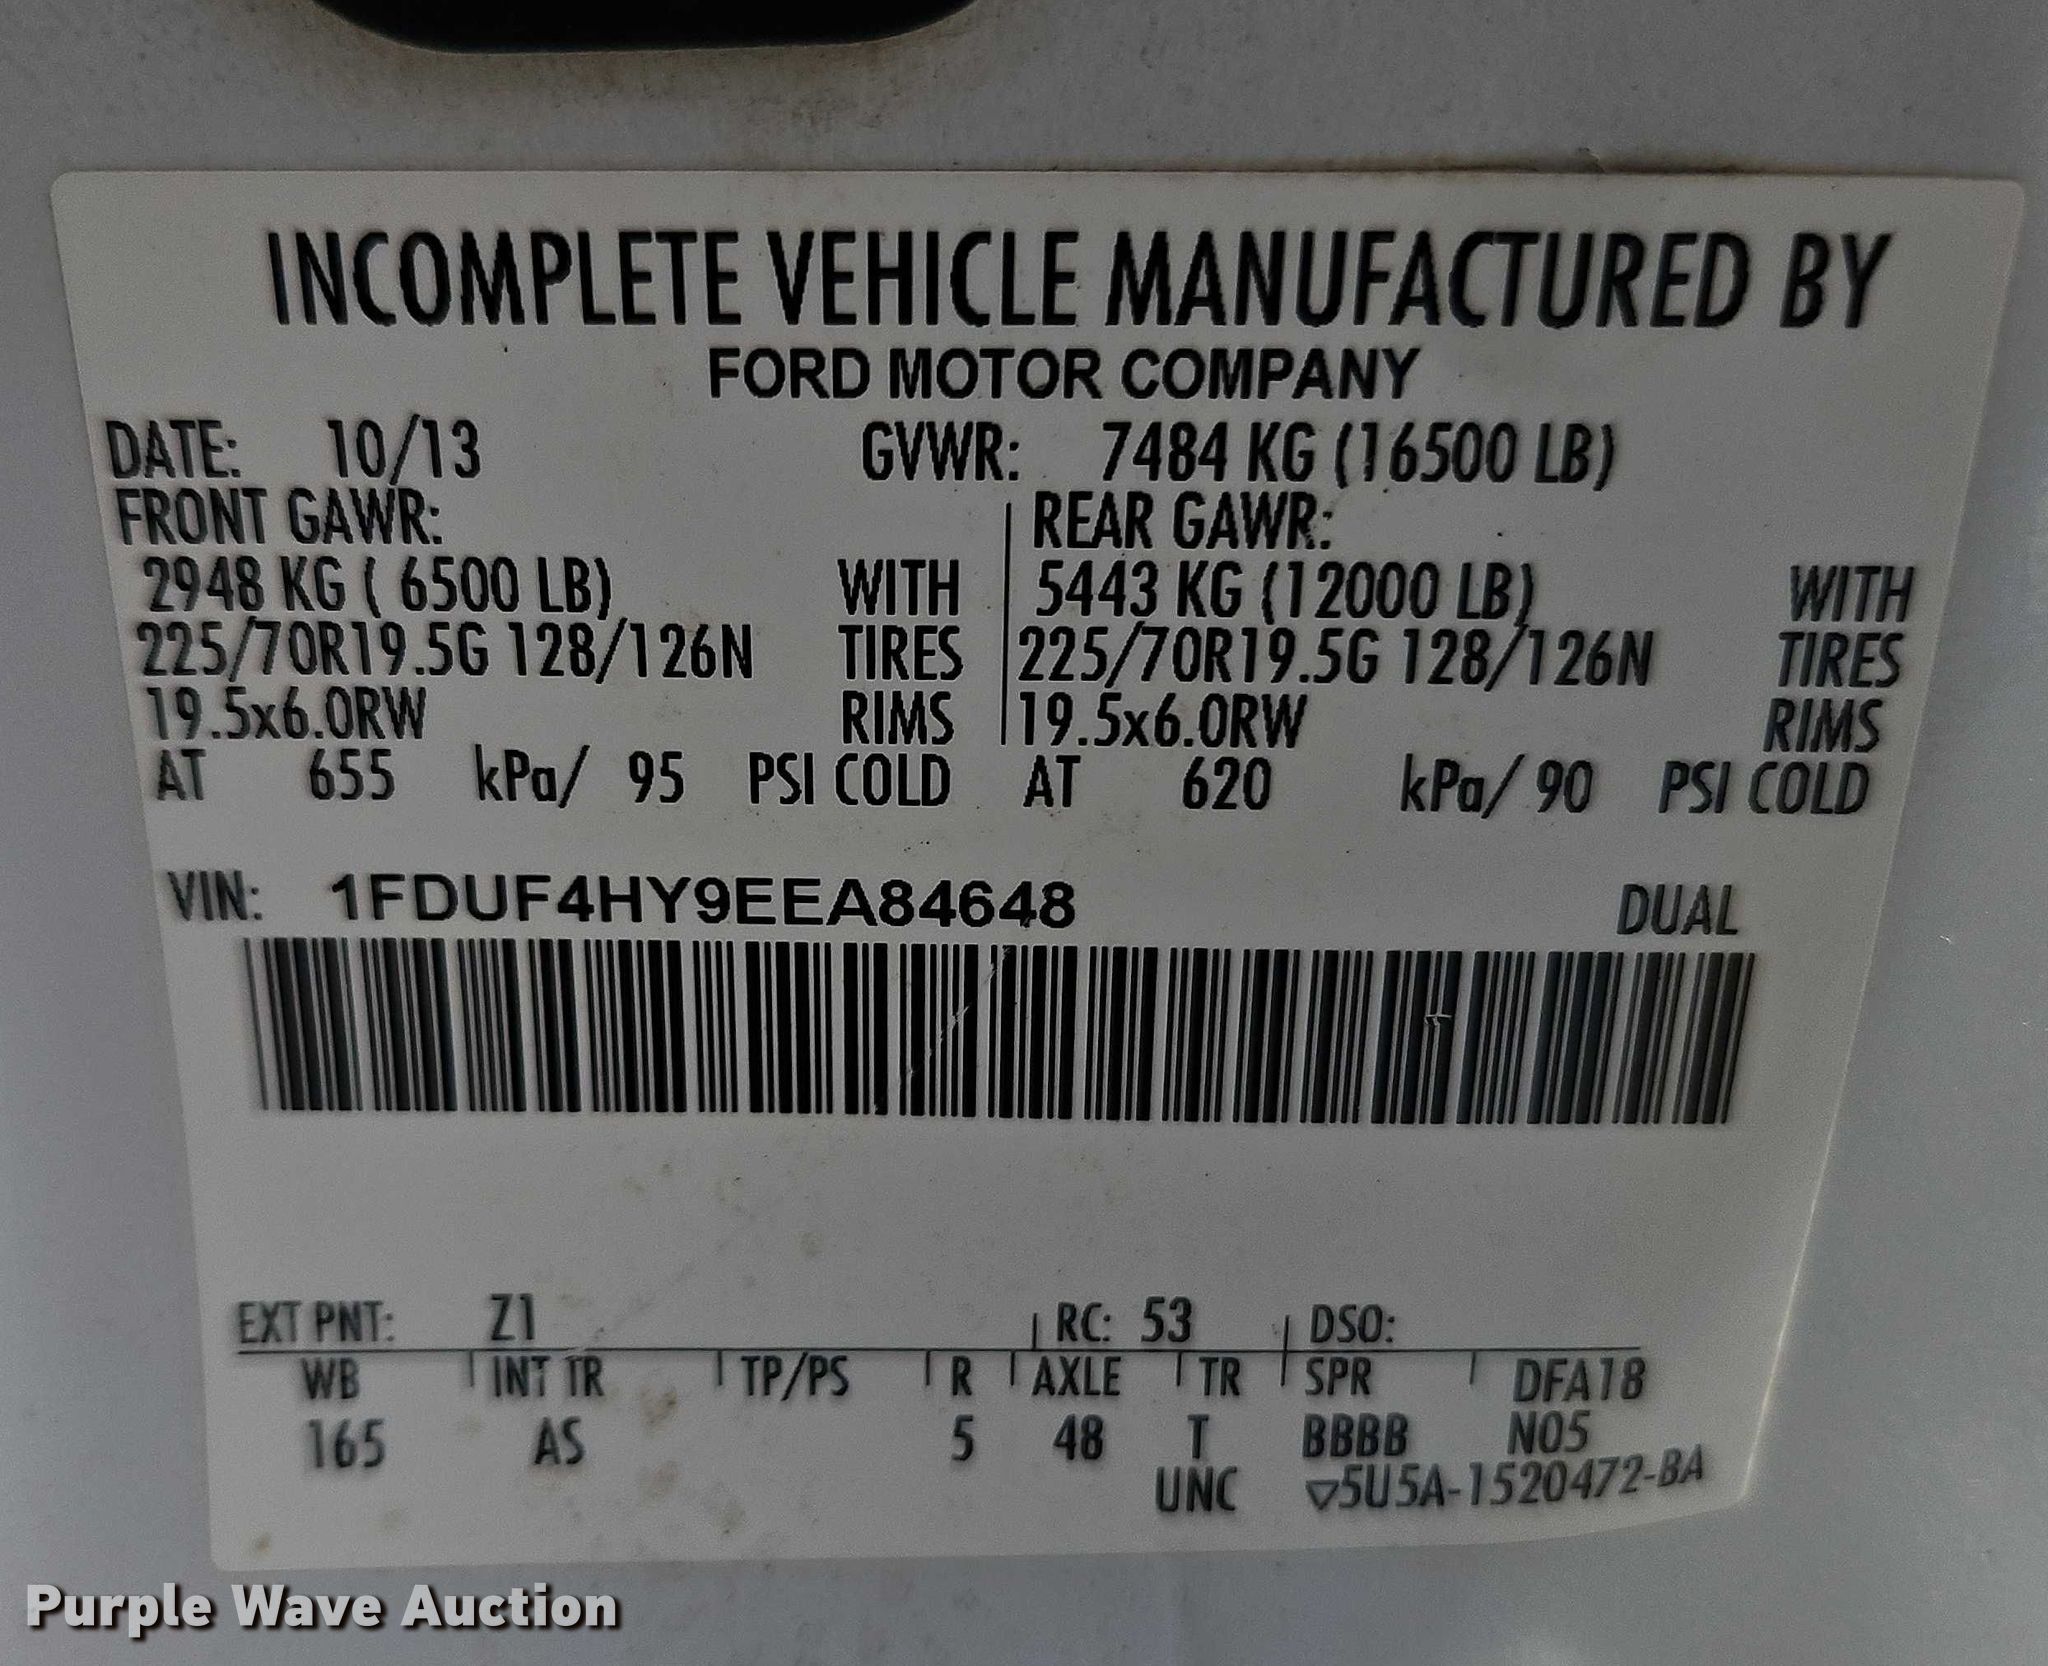 INCOMPLETE VEHICLE MANUFACTURED BY
FORD MOTOR COMPANY
DATE: 10/13 GVWR: 7484 KG (16500 LB)
FRONT GAWR: REAR GAWR:
2948 KG ( 6500 LB) WITH 5443 KG (12000 LB) WITH
225/70R19.5G 128/126N TIRES 225/70R19.5G 128/126N TIRES
19.5x6.0RW RIMS 19.5x6.0RW RIMS
AT 655 kPa/ 95 PSI COLD AT 620 kPa/ 90 PSI COLD
VIN: 1FDUF4HY9EEA84648 DUAL
EXT PNT: Z1 RC: 53 DSO:
WB INT TR TP/PS R AXLE TR SPR DFA18
165 AS 5 48 T BBBB N05
UNC ▽5U5A-1520472-BA
Purple Wave Auction